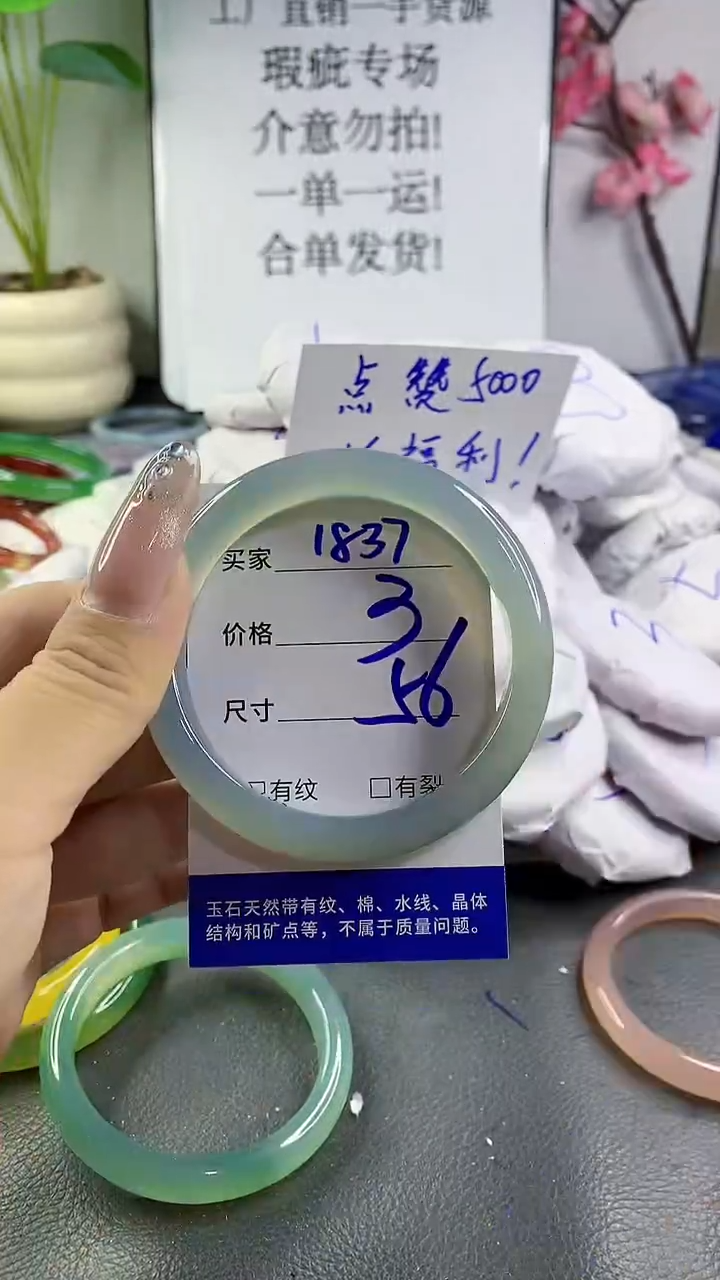 工厂直销一手货源
瑕疵专场
介意勿拍!
一单一运!
合单发货!
点赞5000
福利!
买家 1837
价格 3
尺寸 56
□有纹 □有裂
玉石天然带有纹、棉、水线、晶体
结构和矿点等，不属于质量问题。